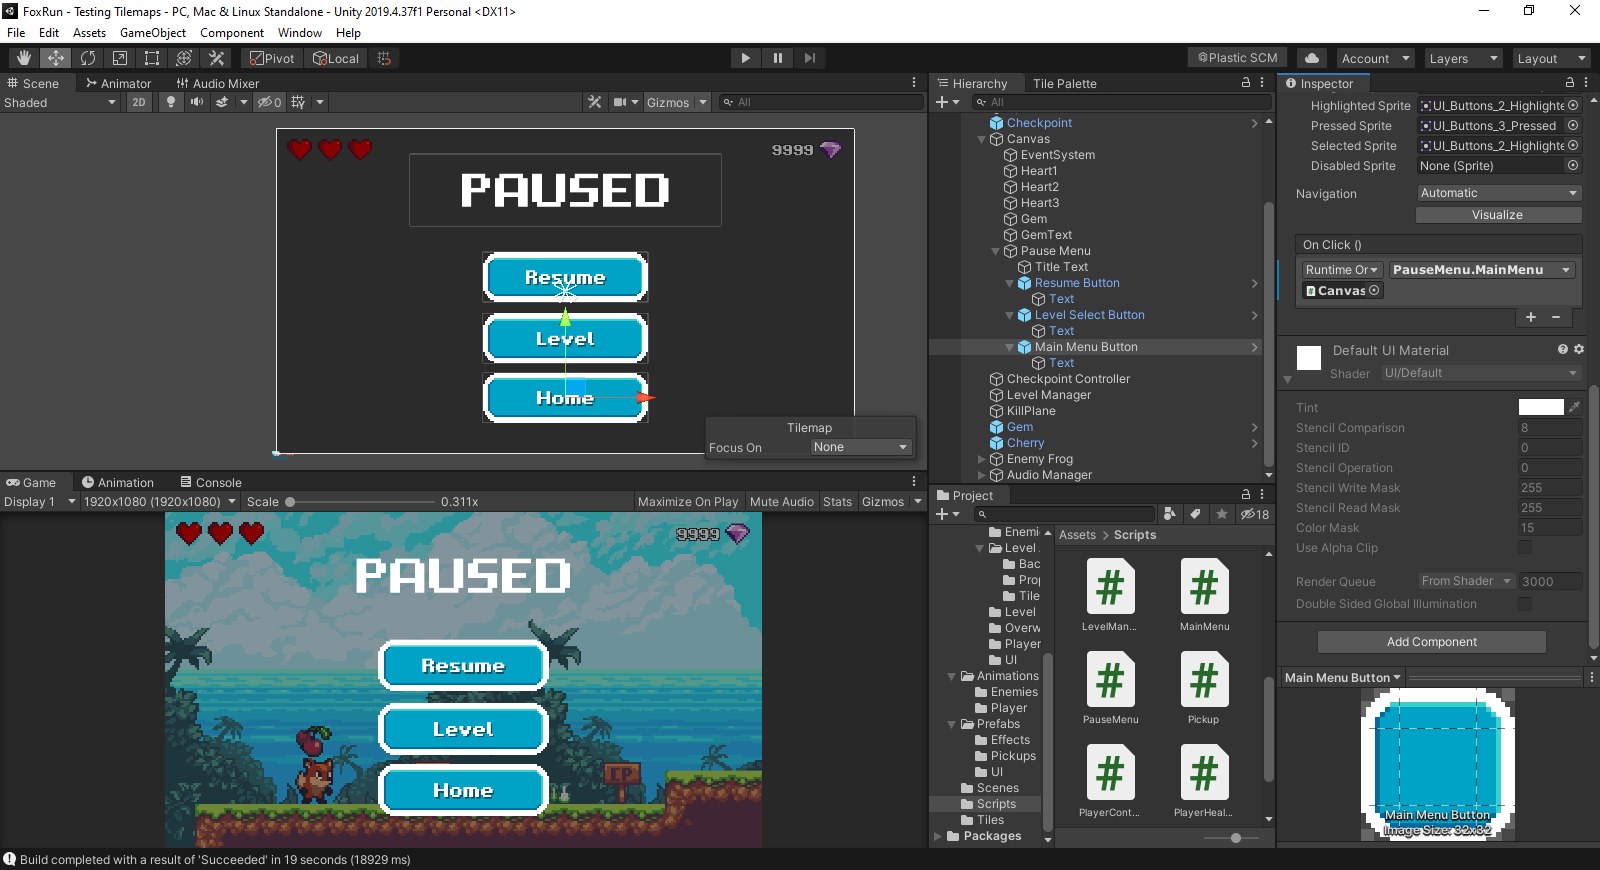 FoxRun - Testing Tilemaps - PC, Mac & Linux Standalone - Unity 2019.4.37f1 Personal <DX11>
File Edit Assets GameObject Component Window Help
Pivot Local Plastic SCM Account Layers Layout
Scene Animator Audio Mixer
Shaded 2D 0 Gizmos All
9999
PAUSED
Resume
Level
Home
Tilemap
Focus On None
Game Animation Console
Display 1 1920x1080 (1920x1080) Scale 0.311x Maximize On Play Mute Audio Stats Gizmos
9999
PAUSED
Resume
Level
Home
CP
Hierarchy Tile Palette
All
Checkpoint
Canvas
EventSystem
Heart1
Heart2
Heart3
Gem
GemText
Pause Menu
Title Text
Resume Button
Text
Level Select Button
Text
Main Menu Button
Text
Checkpoint Controller
Level Manager
KillPlane
Gem
Cherry
Enemy Frog
Audio Manager
Project
18
Enemi
Level
Bac
Prop
Tile
Level
Overw
Player
UI
Animations
Enemies
Player
Prefabs
Effects
Pickups
UI
Scenes
Scripts
Tiles
Packages
Assets > Scripts
LevelMan... MainMenu
PauseMenu Pickup
PlayerCont... PlayerHeal...
Inspector
Highlighted Sprite UI_Buttons_2_Highlighte
Pressed Sprite UI_Buttons_3_Pressed
Selected Sprite UI_Buttons_2_Highlighte
Disabled Sprite None (Sprite)
Navigation Automatic
Visualize
On Click ()
Runtime Or PauseMenu.MainMenu
Canvas
+ −
Default UI Material
Shader UI/Default
Tint
Stencil Comparison 8
Stencil ID 0
Stencil Operation 0
Stencil Write Mask 255
Stencil Read Mask 255
Color Mask 15
Use Alpha Clip
Render Queue From Shader 3000
Double Sided Global Illumination
Add Component
Main Menu Button
Main Menu Button
Image Size: 32x32
Build completed with a result of 'Succeeded' in 19 seconds (18929 ms)